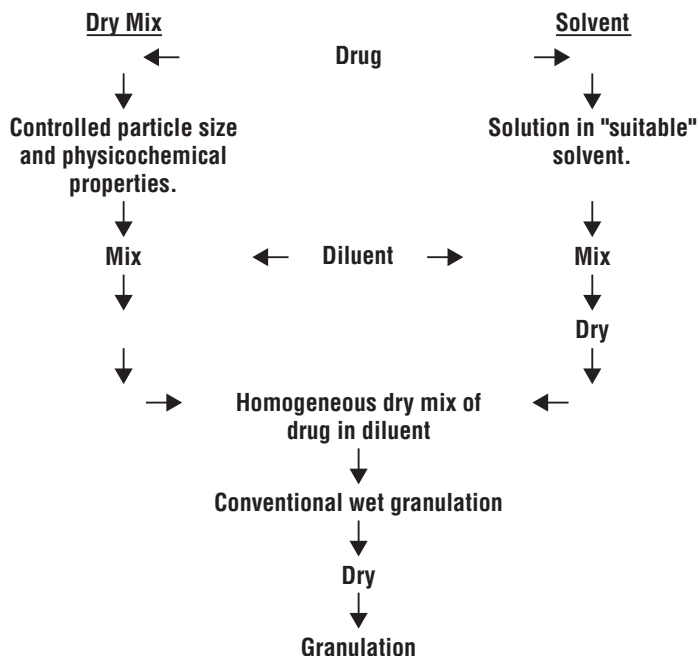 Dry Mix
Solvent
Drug
Controlled particle size
and physicochemical
properties.
Solution in "suitable"
solvent.
Mix
Diluent
Mix
Dry
Homogeneous dry mix of
drug in diluent
Conventional wet granulation
Dry
Granulation